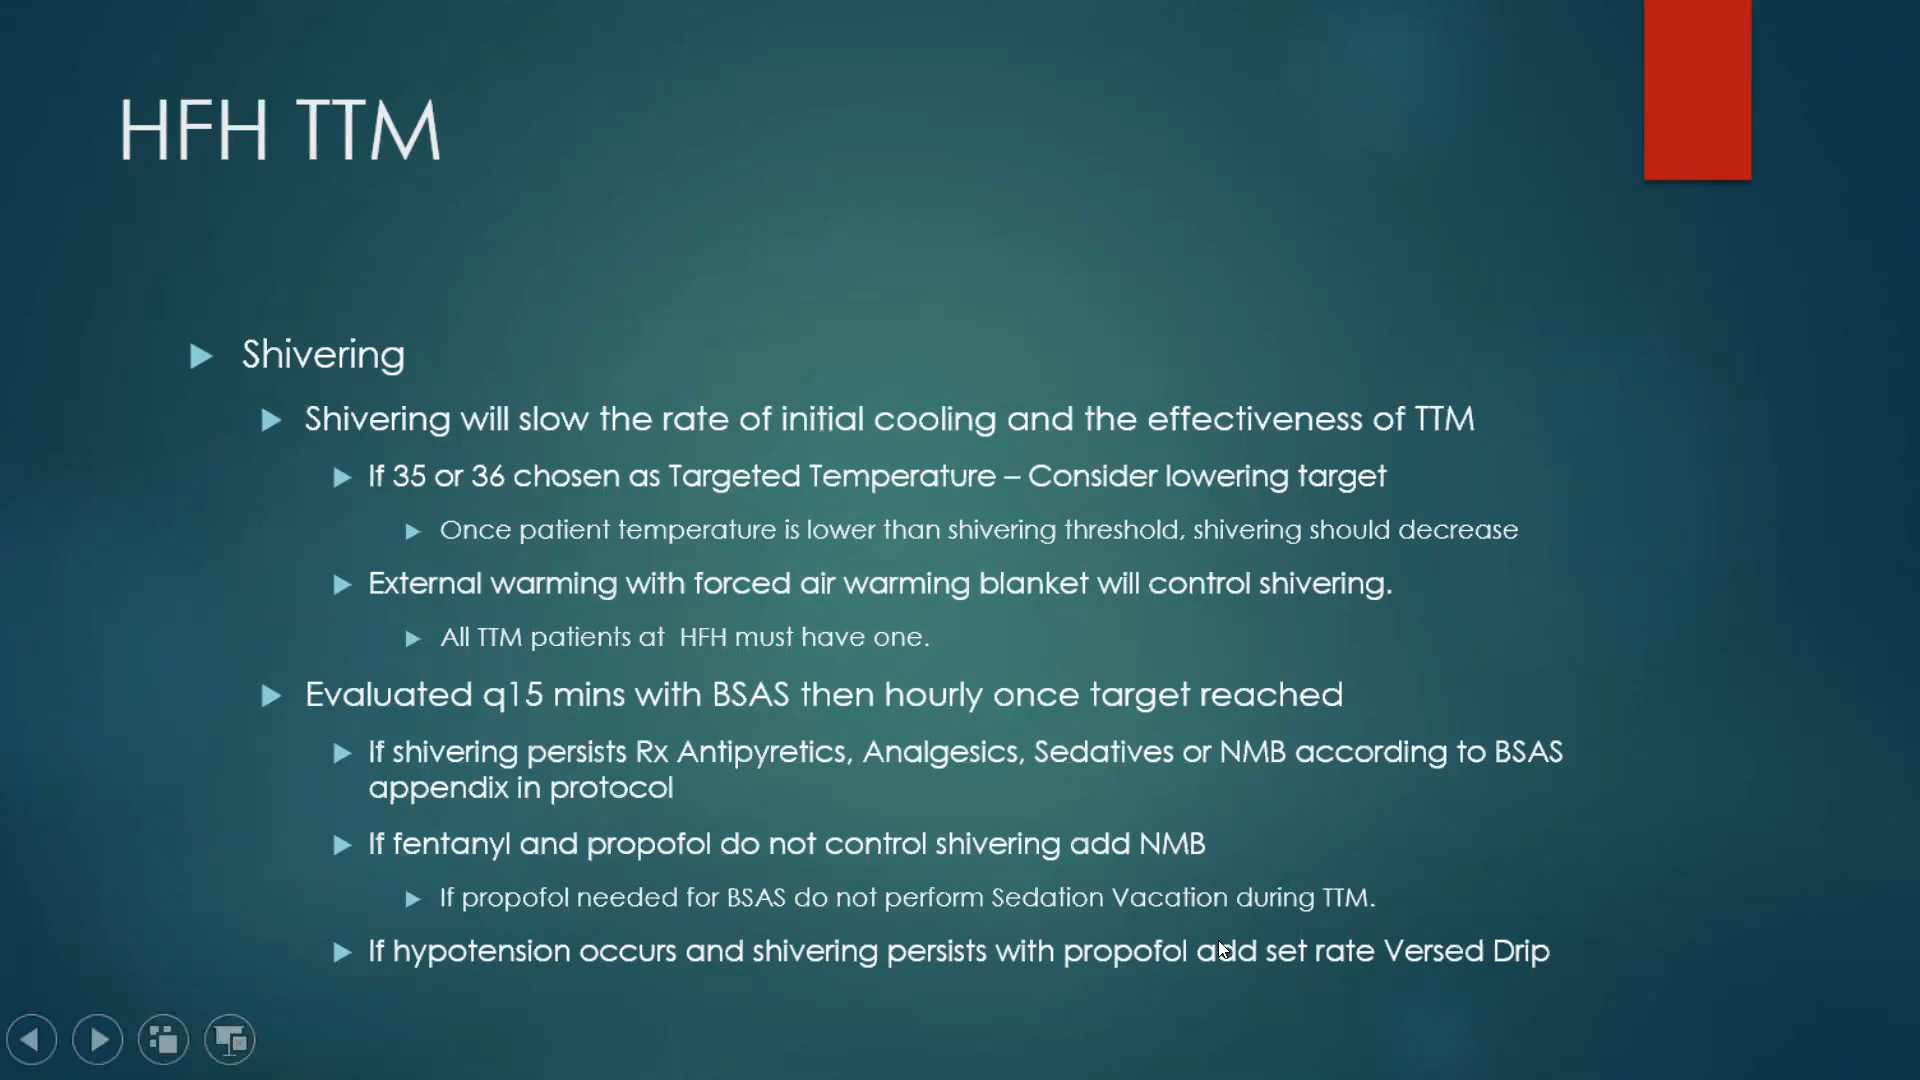 HFH TTM
Shivering
Shivering will slow the rate of initial cooling and the effectiveness of TTM
If 35 or 36 chosen as Targeted Temperature – Consider lowering target
Once patient temperature is lower than shivering threshold, shivering should decrease
External warming with forced air warming blanket will control shivering.
All TTM patients at  HFH must have one.
Evaluated q15 mins with BSAS then hourly once target reached
If shivering persists Rx Antipyretics, Analgesics, Sedatives or NMB according to BSAS
appendix in protocol
If fentanyl and propofol do not control shivering add NMB
If propofol needed for BSAS do not perform Sedation Vacation during TTM.
If hypotension occurs and shivering persists with propofol add set rate Versed Drip